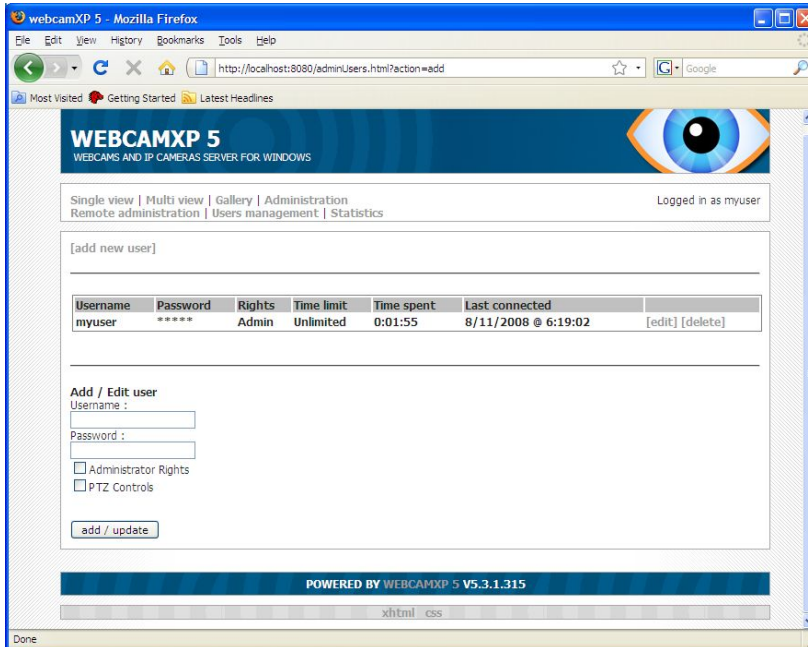 webcamXP 5 - Mozilla Firefox
File Edit View History Bookmarks Tools Help
http://localhost:8080/adminUsers.html?action=add
G Google
Most Visited Getting Started Latest Headlines
WEBCAMXP 5
WEBCAMS AND IP CAMERAS SERVER FOR WINDOWS
Single view | Multi view | Gallery | Administration
Logged in as myuser
Remote administration | Users management | Statistics
[add new user]
Username Password Rights Time limit Time spent Last connected
myuser ***** Admin Unlimited 0:01:55 8/11/2008 @ 6:19:02 [edit] [delete]
Add / Edit user
Username :
Password :
Administrator Rights
PTZ Controls
add / update
POWERED BY WEBCAMXP 5 V5.3.1.315
xhtml css
Done